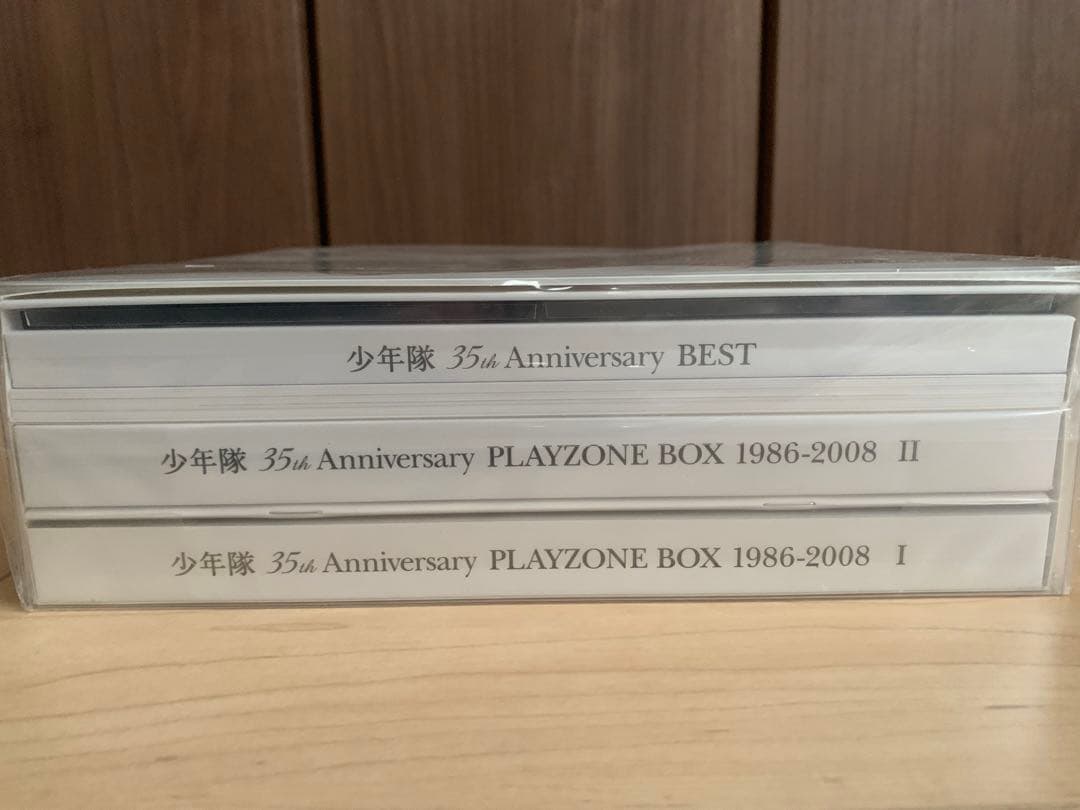 少年隊 35th Anniversary BEST
少年隊 35th Anniversary PLAYZONE BOX 1986-2008 II
少年隊 35th Anniversary PLAYZONE BOX 1986-2008 I